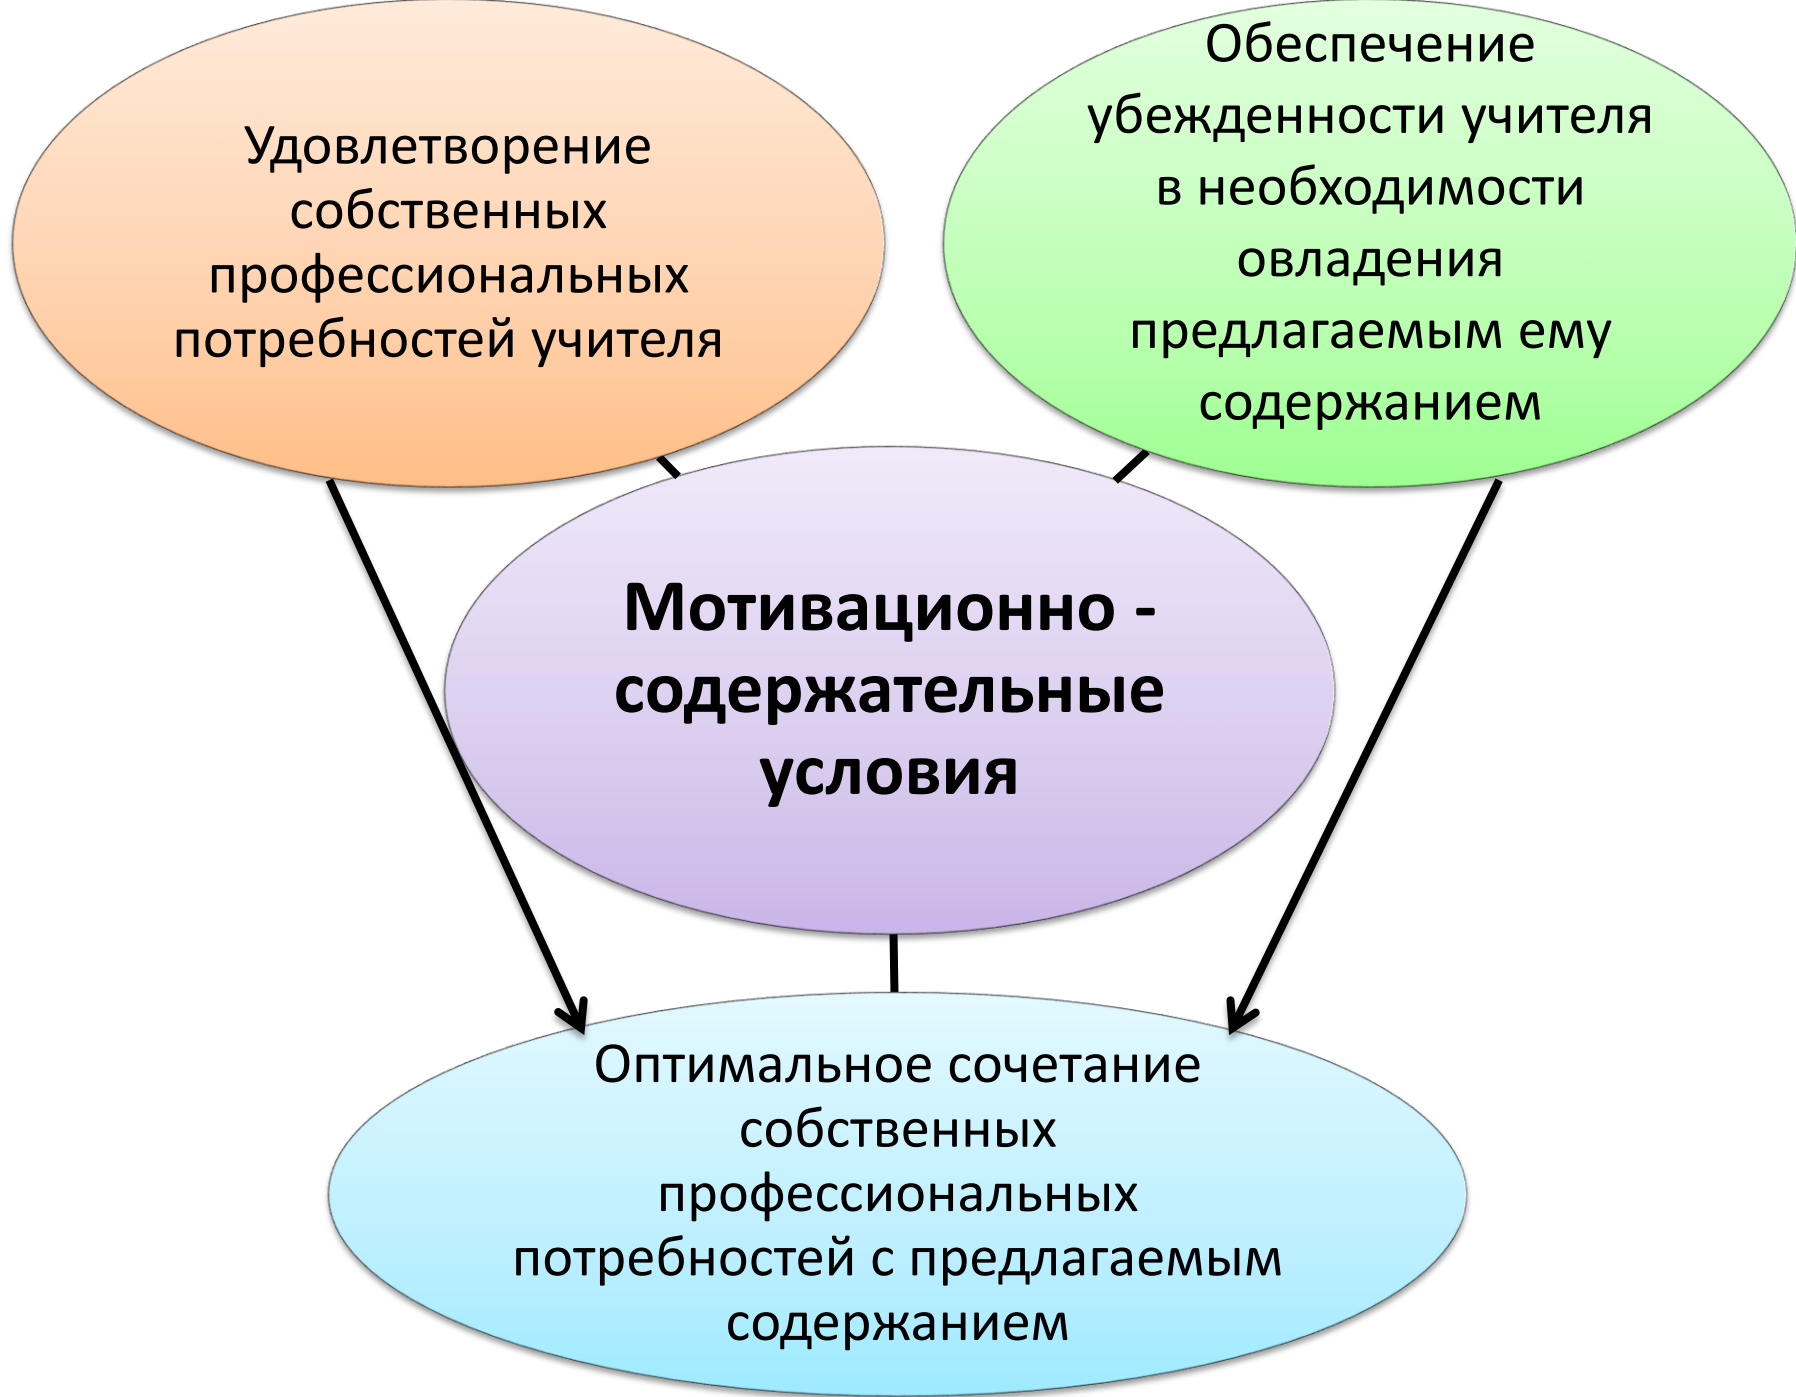 Удовлетворение
собственных
профессиональных
потребностей учителя
Обеспечение
убежденности учителя
в необходимости
овладения
предлагаемым ему
содержанием
Мотивационно -
содержательные
условия
Оптимальное сочетание
собственных
профессиональных
потребностей с предлагаемым
содержанием